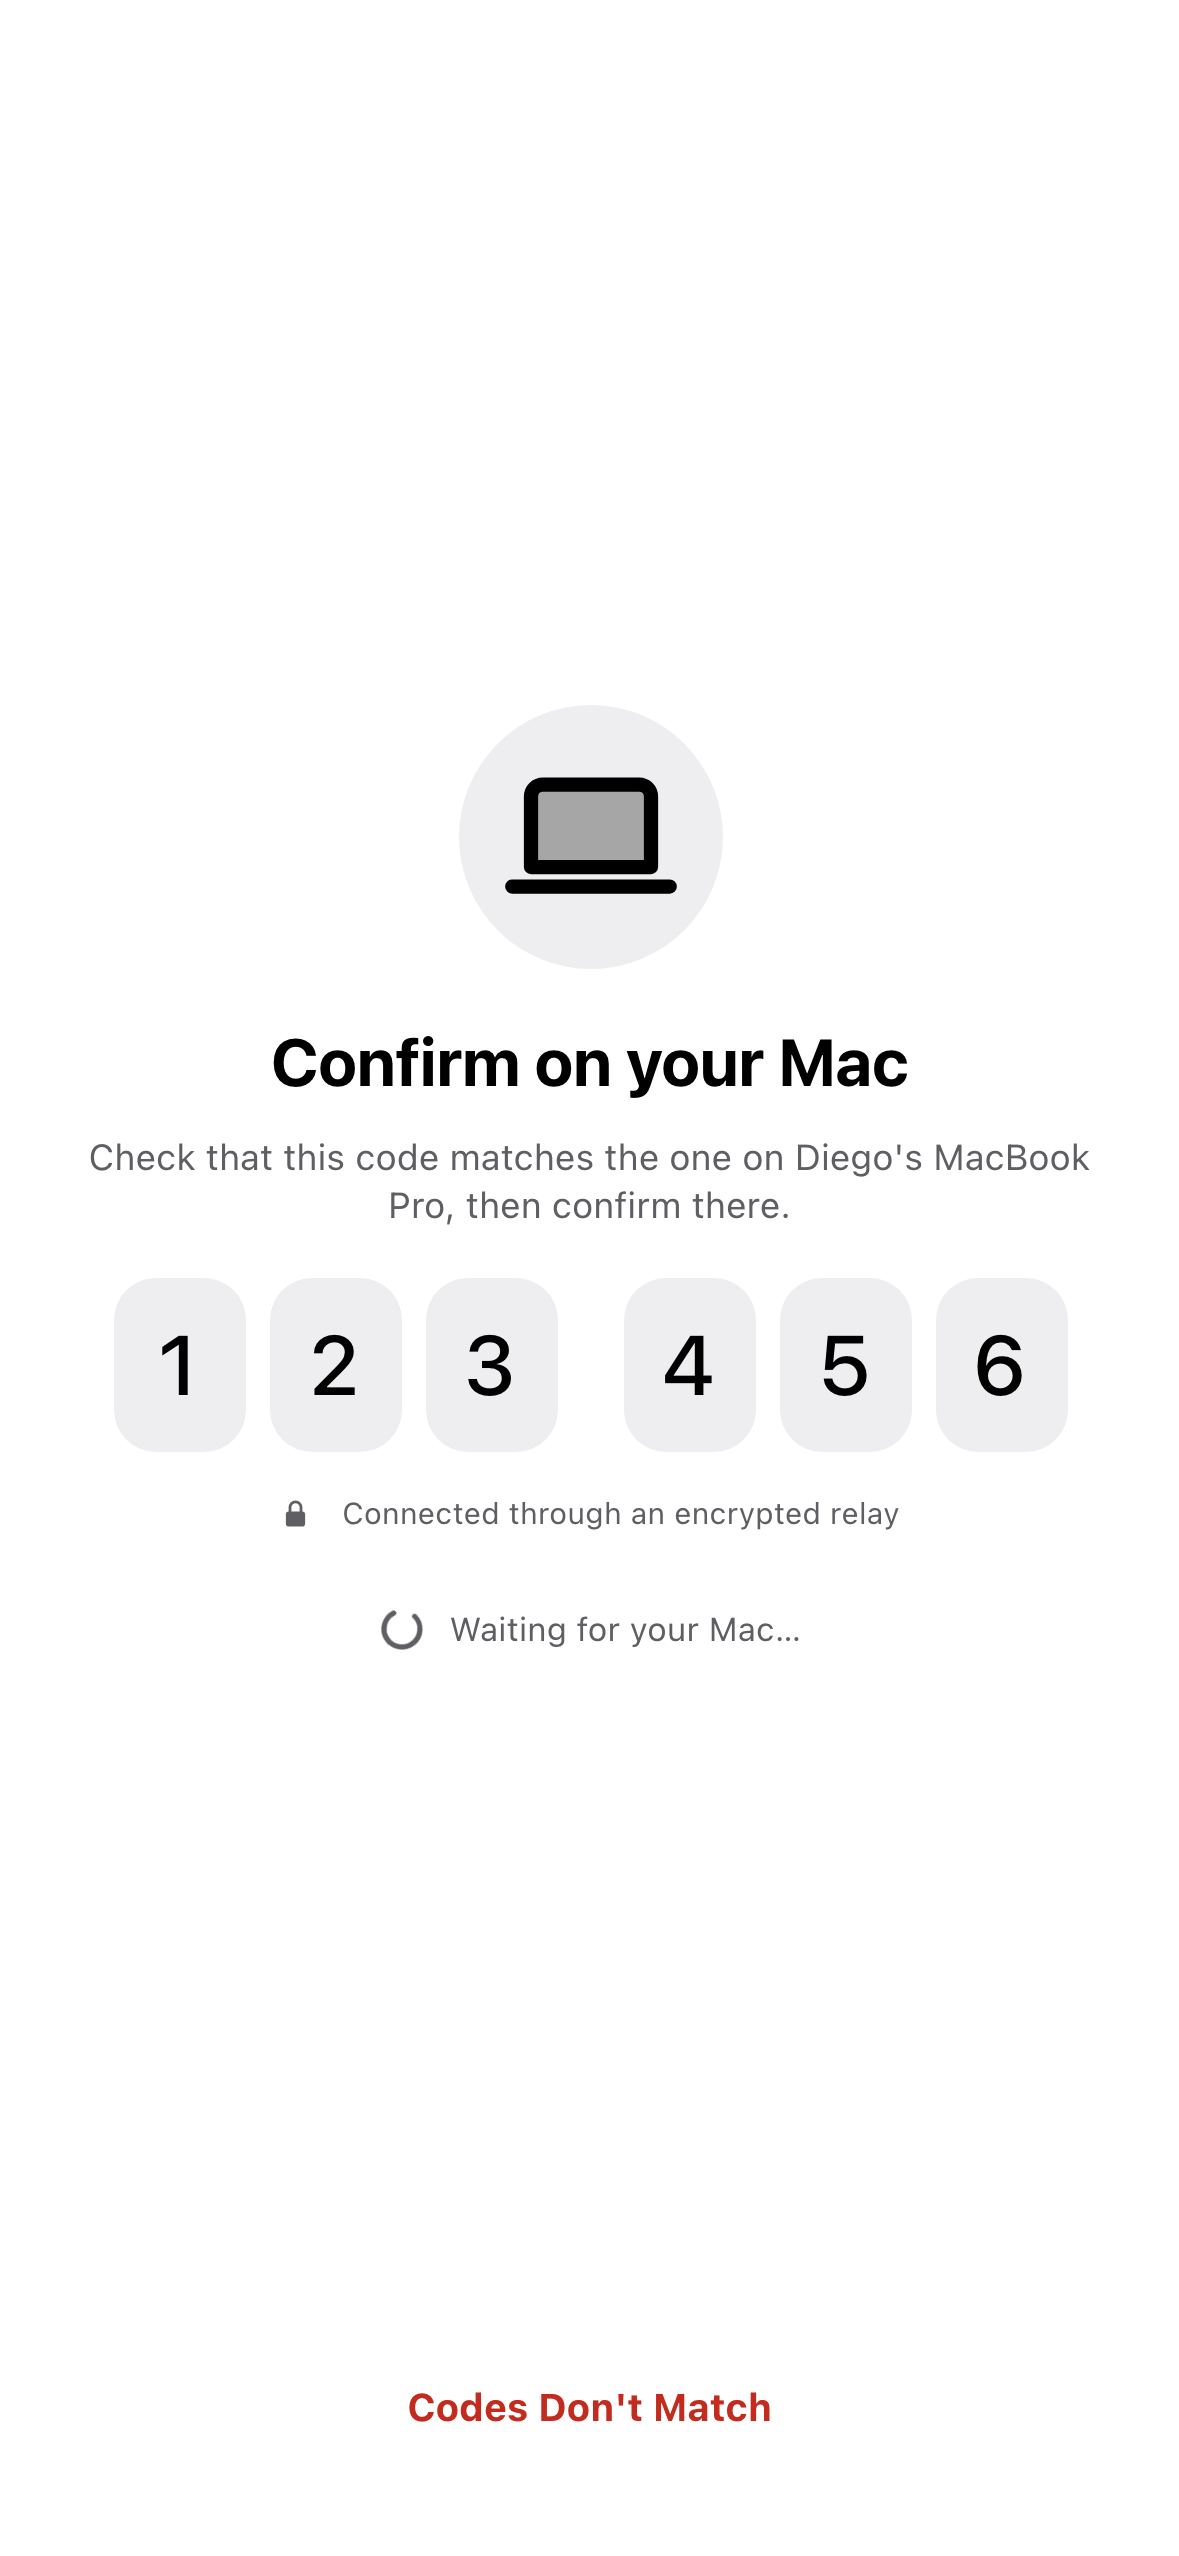 Confirm on your Mac
Check that this code matches the one on Diego's MacBook
Pro, then confirm there.
1 2 3 4 5 6
Connected through an encrypted relay
Waiting for your Mac...
Codes Don't Match